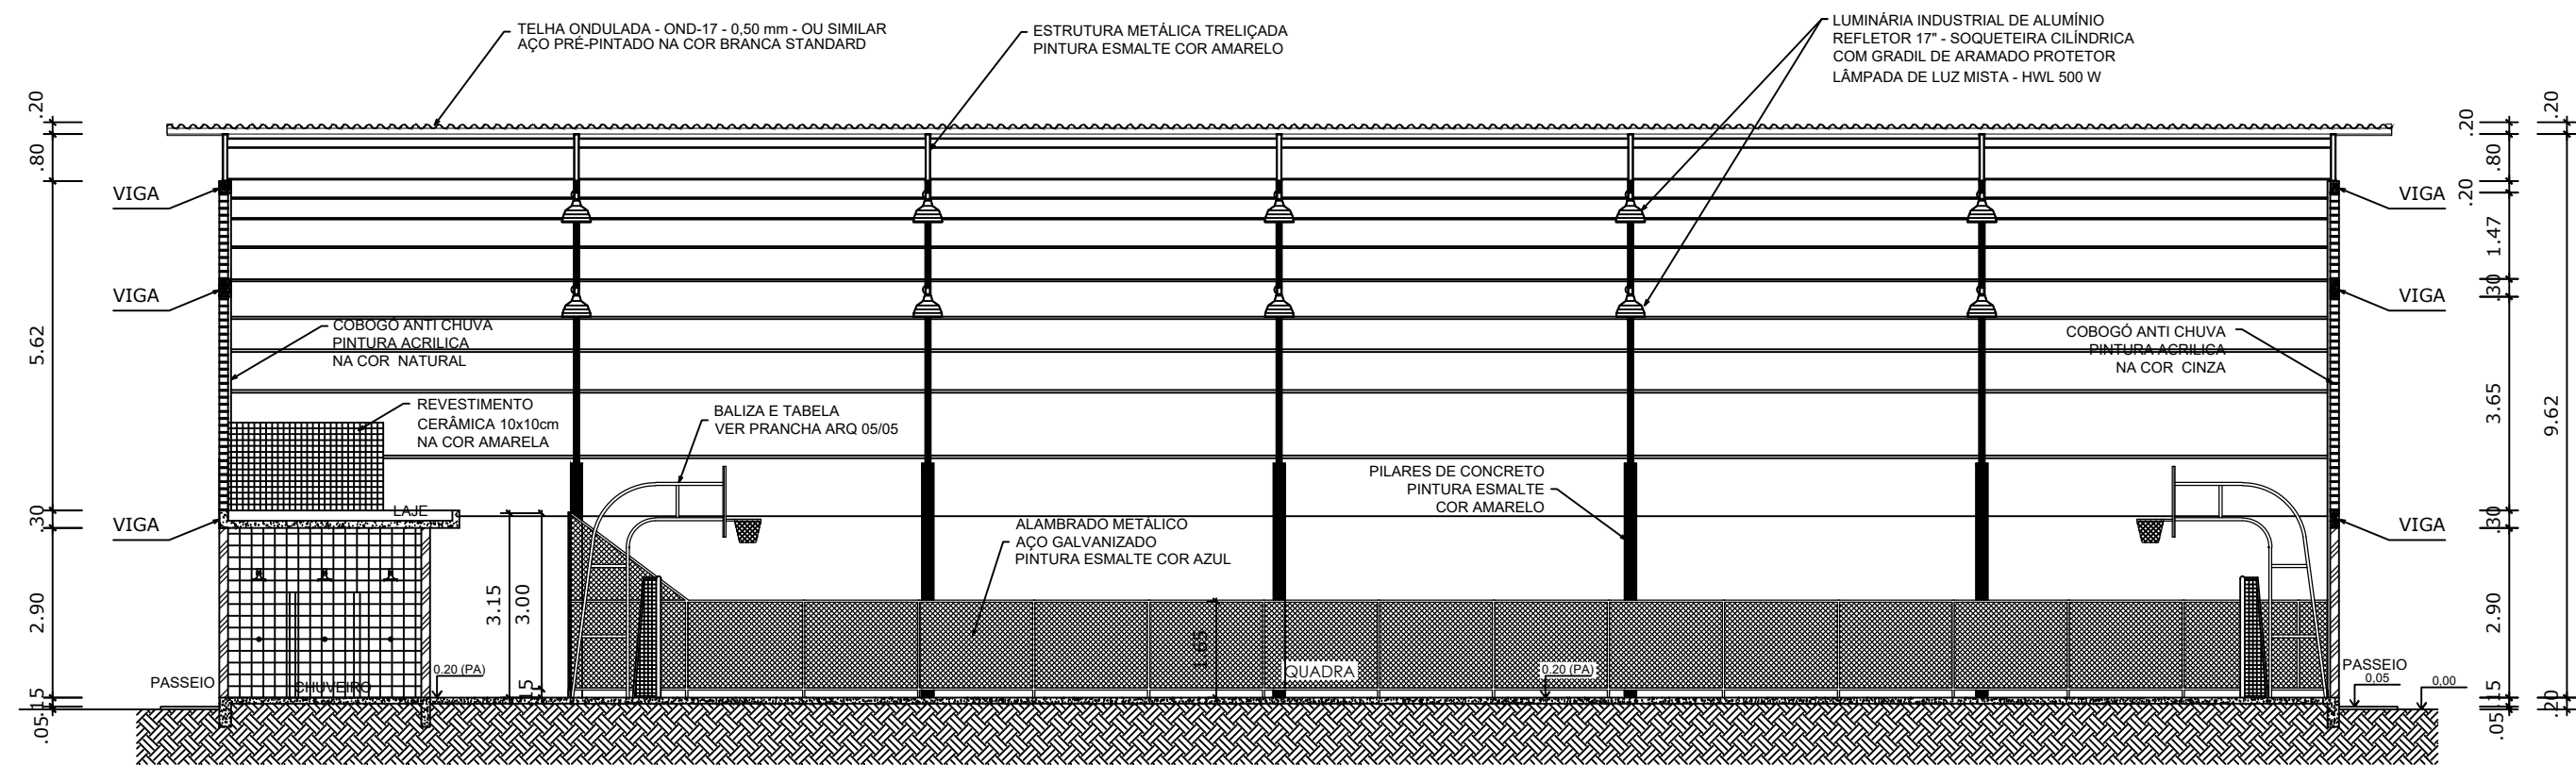 TELHA ONDULADA - OND-17 - 0,50 mm - OU SIMILAR
AÇO PRÉ-PINTADO NA COR BRANCA STANDARD
ESTRUTURA METÁLICA TRELIÇADA
PINTURA ESMALTE COR AMARELO
LUMINÁRIA INDUSTRIAL DE ALUMÍNIO
REFLETOR 17" - SOQUETEIRA CILÍNDRICA
COM GRADIL DE ARAMADO PROTETOR
LÂMPADA DE LUZ MISTA - HWL 500 W
.20
.80
5.62
.30
2.90
.15
.05
VIGA
VIGA
VIGA
COBOGÓ ANTI CHUVA
PINTURA ACRILICA
NA COR NATURAL
REVESTIMENTO
CERÂMICA 10x10cm
NA COR AMARELA
LAJE
BALIZA E TABELA
VER PRANCHA ARQ 05/05
ALAMBRADO METÁLICO
AÇO GALVANIZADO
PINTURA ESMALTE COR AZUL
PILARES DE CONCRETO
PINTURA ESMALTE
COR AMARELO
COBOGÓ ANTI CHUVA
PINTURA ACRILICA
NA COR CINZA
VIGA
VIGA
VIGA
PASSEIO
CHUVEIRO
0.20 (PA)
3.15
3.00
.15
1.65
QUADRA
0.20 (PA)
PASSEIO
0,05
0,00
.20
.80
.20
1.47
.30
3.65
.30
2.90
.15
.05
.20
9.62
.20